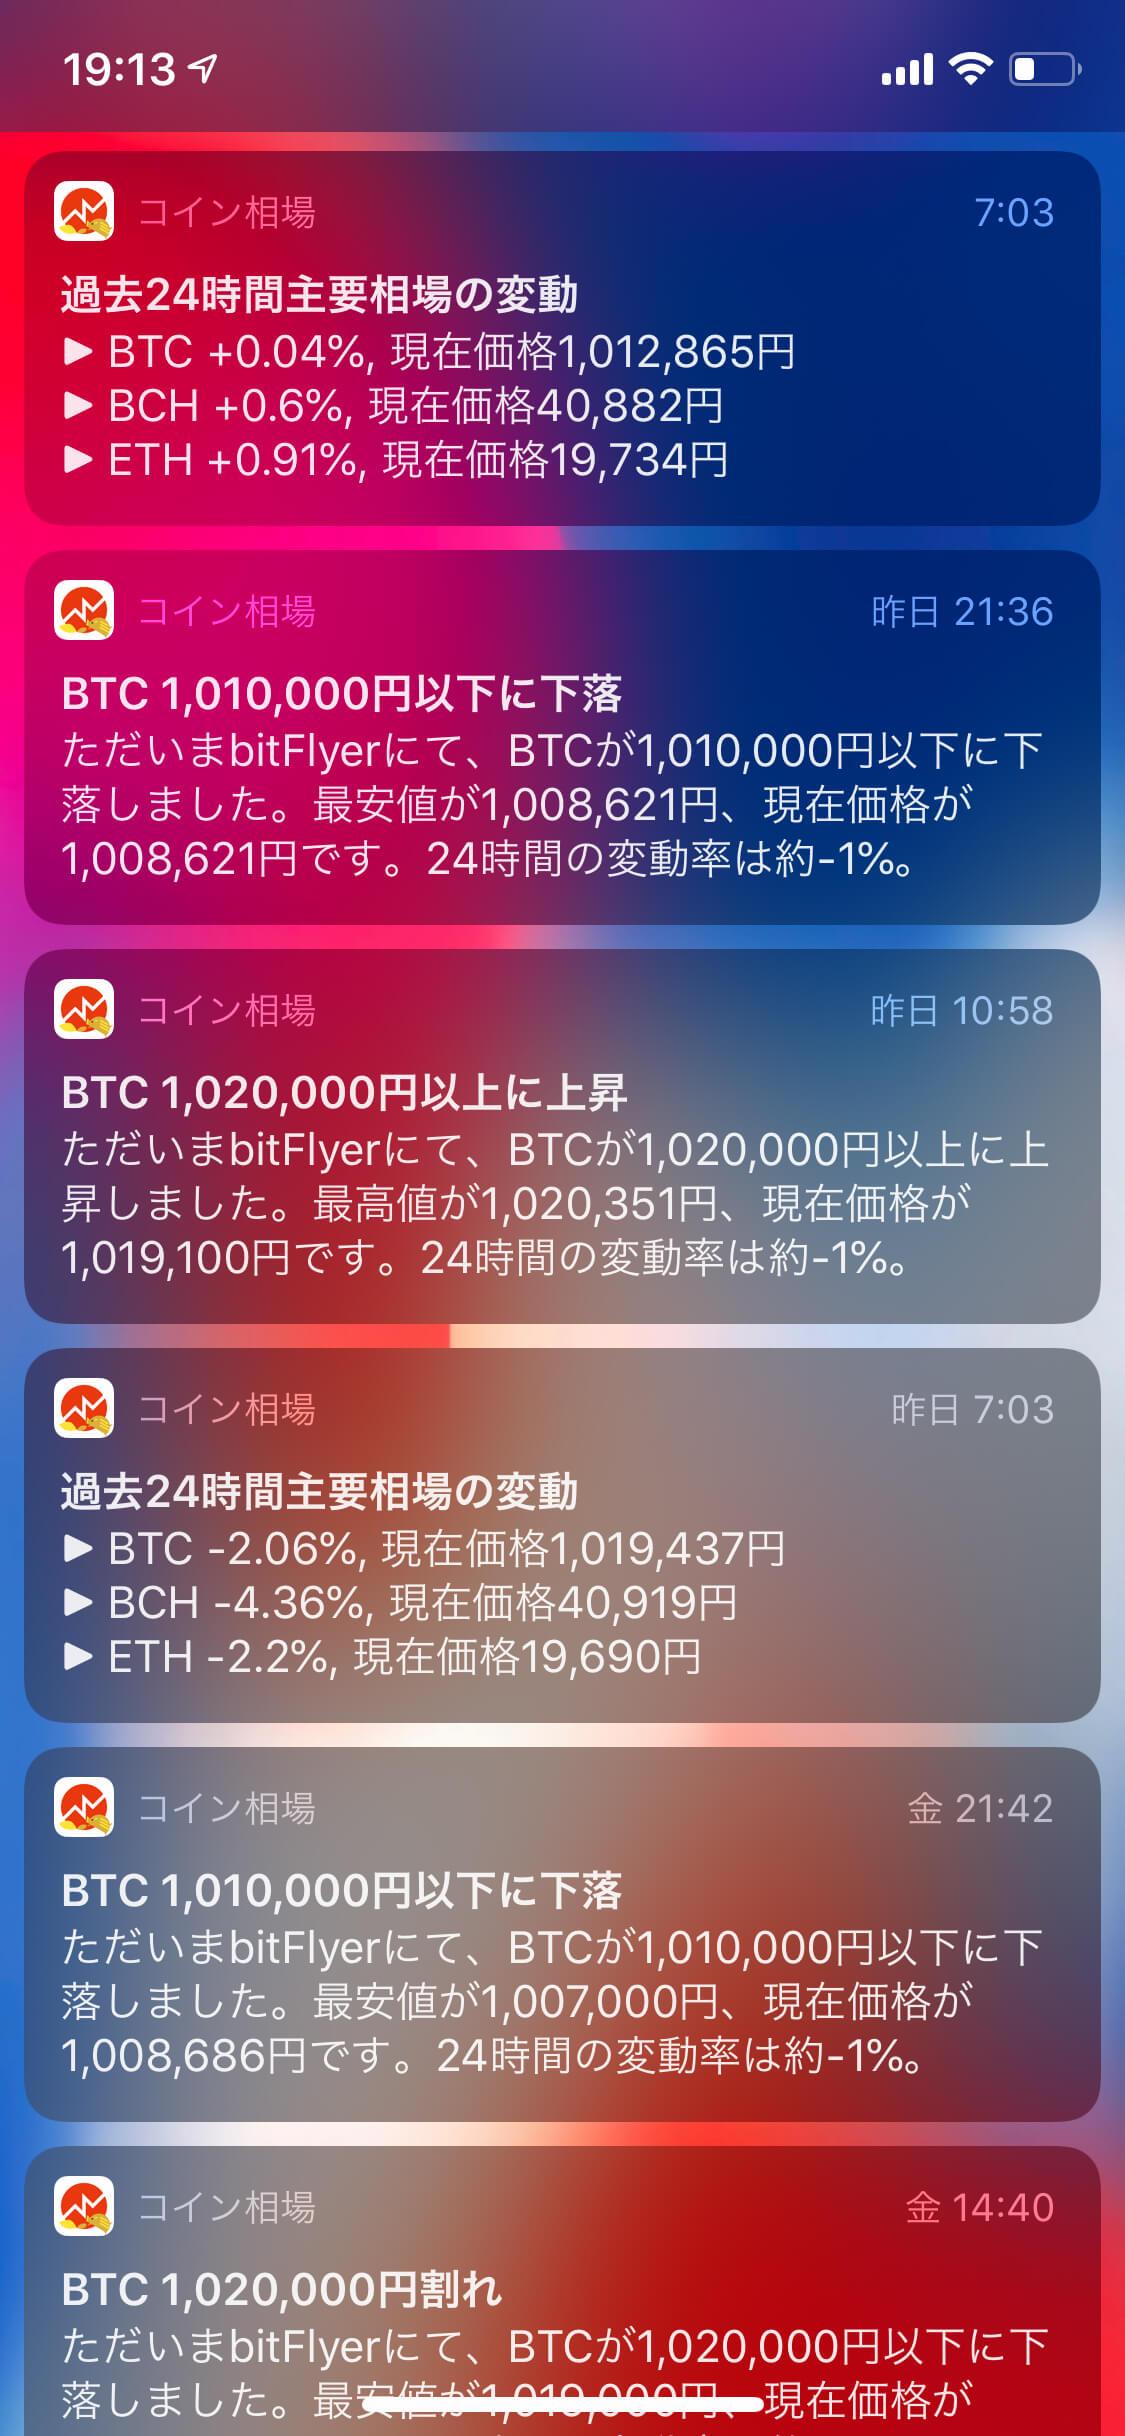 19:13
コイン相場 7:03
過去24時間主要相場の変動
▶ BTC +0.04%, 現在価格1,012,865円
▶ BCH +0.6%, 現在価格40,882円
▶ ETH +0.91%, 現在価格19,734円
コイン相場 昨日 21:36
BTC 1,010,000円以下に下落
ただいまbitFlyerにて、BTCが1,010,000円以下に下
落しました。最安値が1,008,621円、現在価格が
1,008,621円です。24時間の変動率は約-1%。
コイン相場 昨日 10:58
BTC 1,020,000円以上に上昇
ただいまbitFlyerにて、BTCが1,020,000円以上に上
昇しました。最高値が1,020,351円、現在価格が
1,019,100円です。24時間の変動率は約-1%。
コイン相場 昨日 7:03
過去24時間主要相場の変動
▶ BTC -2.06%, 現在価格1,019,437円
▶ BCH -4.36%, 現在価格40,919円
▶ ETH -2.2%, 現在価格19,690円
コイン相場 金 21:42
BTC 1,010,000円以下に下落
ただいまbitFlyerにて、BTCが1,010,000円以下に下
落しました。最安値が1,007,000円、現在価格が
1,008,686円です。24時間の変動率は約-1%。
コイン相場 金 14:40
BTC 1,020,000円割れ
ただいまbitFlyerにて、BTCが1,020,000円以下に下
落しました。最安値が1,019,000円、現在価格が